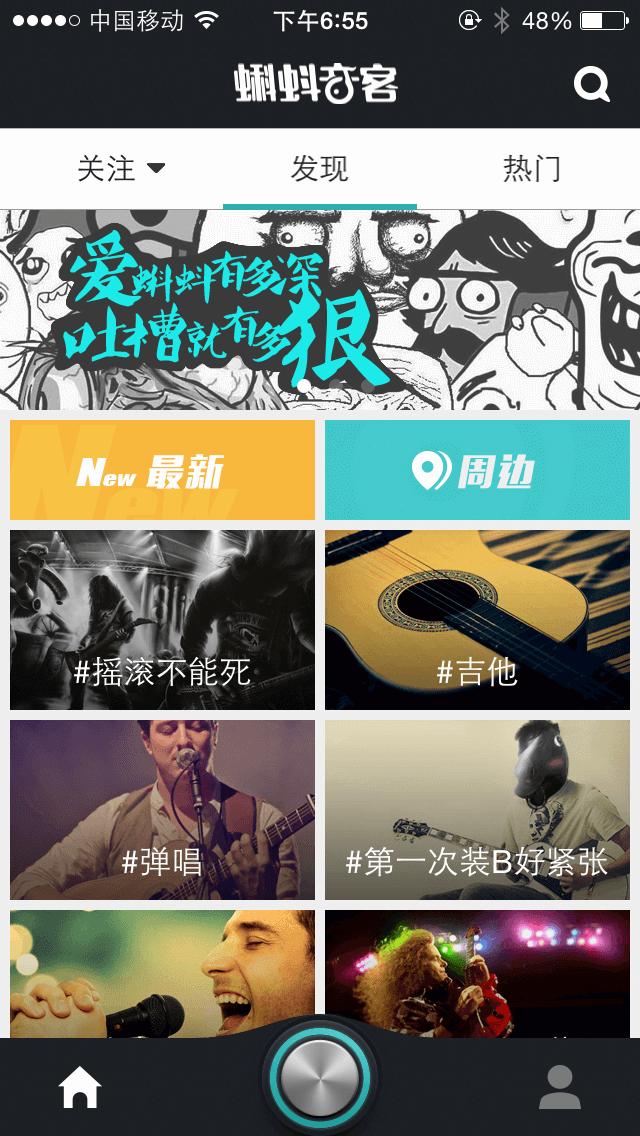 中国移动 下午6:55 48%
蝌蚪音客
关注 发现 热门
爱蝌蚪有多深
吐槽就有多狠
New 最新
周边
#摇滚不能死
#吉他
#弹唱
#第一次装B好紧张